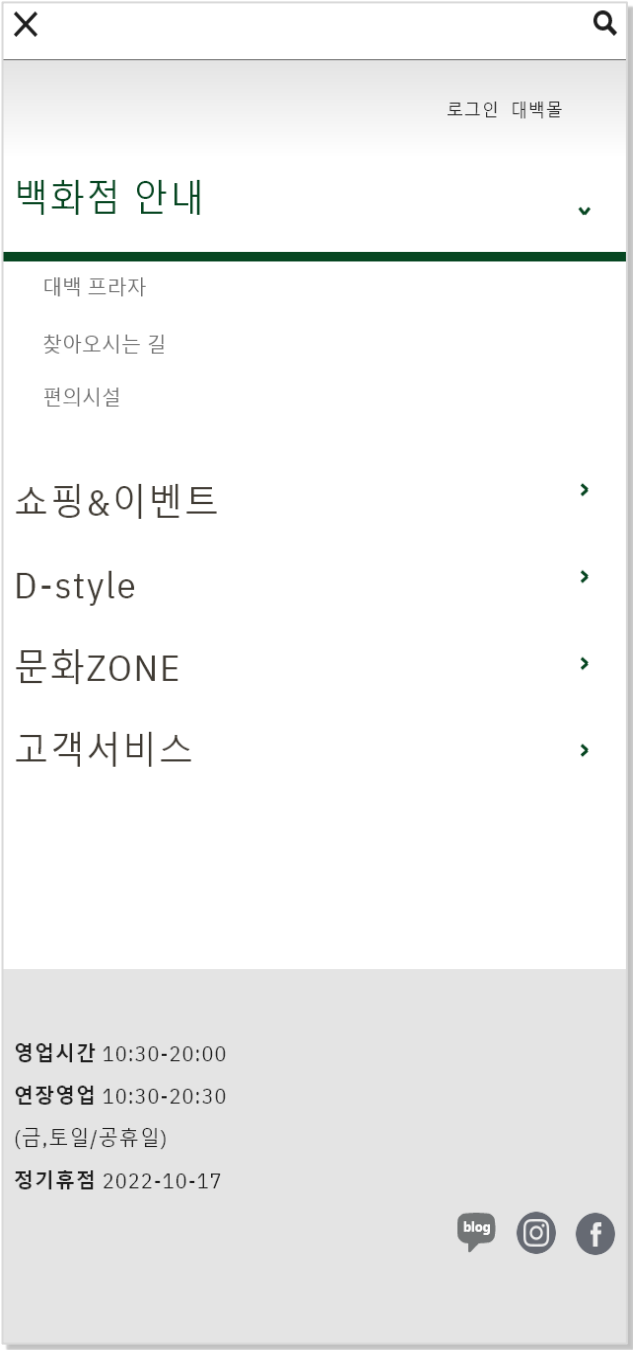 로그인 대백몰
백화점 안내
대백 프라자
찾아오시는 길
편의시설
쇼핑&이벤트
D-style
문화ZONE
고객서비스
영업시간 10:30-20:00
연장영업 10:30-20:30
(금,토일/공휴일)
정기휴점 2022-10-17
blog